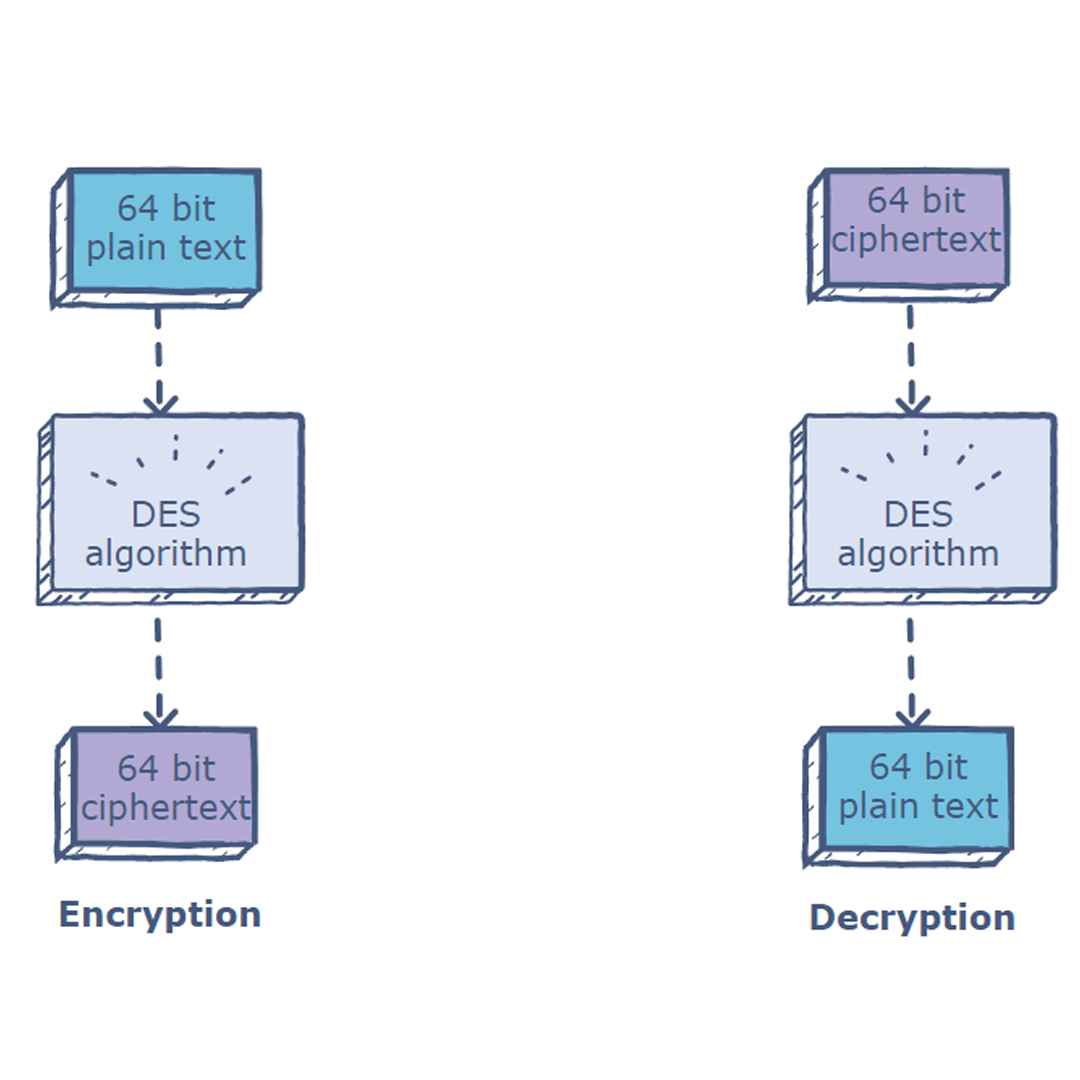 64 bit
plain text
DES
algorithm
64 bit
ciphertext
Encryption
64 bit
ciphertext
DES
algorithm
64 bit
plain text
Decryption